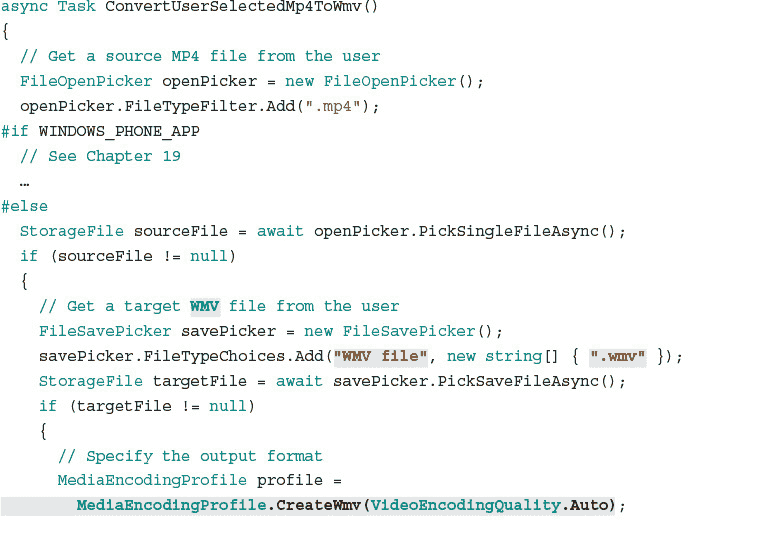 async Task ConvertUserSelectedMp4ToWmv()
{
  // Get a source MP4 file from the user
  FileOpenPicker openPicker = new FileOpenPicker();
  openPicker.FileTypeFilter.Add(".mp4");
#if WINDOWS_PHONE_APP
  // See Chapter 19
  …
#else
  StorageFile sourceFile = await openPicker.PickSingleFileAsync();
  if (sourceFile != null)
  {
    // Get a target WMV file from the user
    FileSavePicker savePicker = new FileSavePicker();
    savePicker.FileTypeChoices.Add("WMV file", new string[] { ".wmv" });
    StorageFile targetFile = await savePicker.PickSaveFileAsync();
    if (targetFile != null)
    {
      // Specify the output format
      MediaEncodingProfile profile =
        MediaEncodingProfile.CreateWmv(VideoEncodingQuality.Auto);